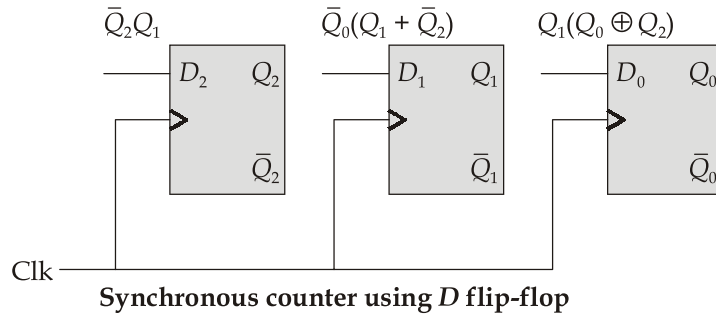 Q̄₂Q₁ Q̄₀(Q₁ + Q̄₂) Q₁(Q₀ ⊕ Q₂)
D₂ Q₂ D₁ Q₁ D₀ Q₀
Q̄₂ Q̄₁ Q̄₀
Clk
Synchronous counter using D flip-flop